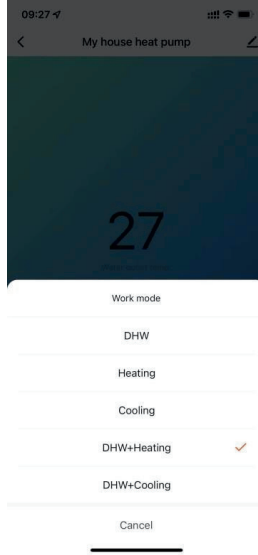 09:27
My house heat pump
27
Work mode
DHW
Heating
Cooling
DHW+Heating
DHW+Cooling
Cancel